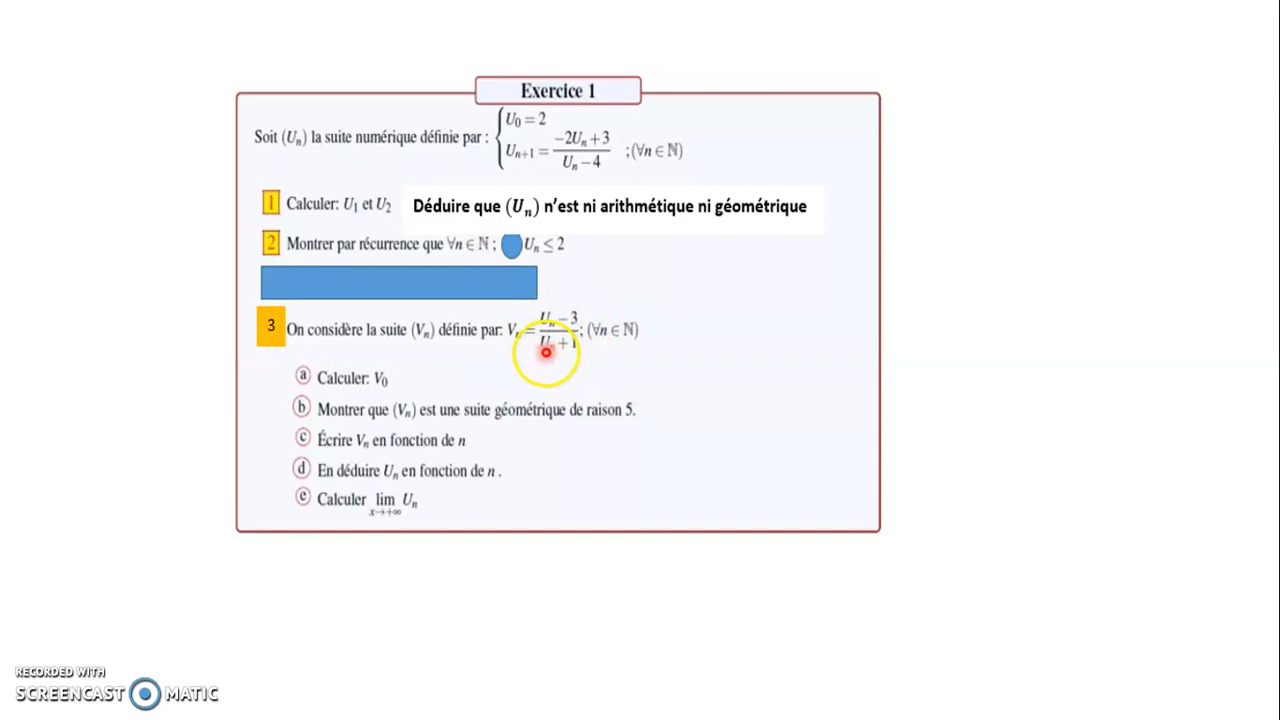 Exercice 1
Soit (Uₙ) la suite numérique définie par : { U₀ = 2
Uₙ₊₁ = (−2Uₙ + 3) / (Uₙ − 4) ; (∀n ∈ ℕ)
1 Calculer: U₁ et U₂ Déduire que (Uₙ) n’est ni arithmétique ni géométrique
2 Montrer par récurrence que ∀n ∈ ℕ ; Uₙ ≤ 2
3 On considère la suite (Vₙ) définie par: Vₙ = (Uₙ − 3) / (Uₙ + 1) ; (∀n ∈ ℕ)
a Calculer: V₀
b Montrer que (Vₙ) est une suite géométrique de raison 5.
c Écrire Vₙ en fonction de n
d En déduire Uₙ en fonction de n .
e Calculer lim x→+∞ Uₙ
RECORDED WITH
SCREENCAST MATIC